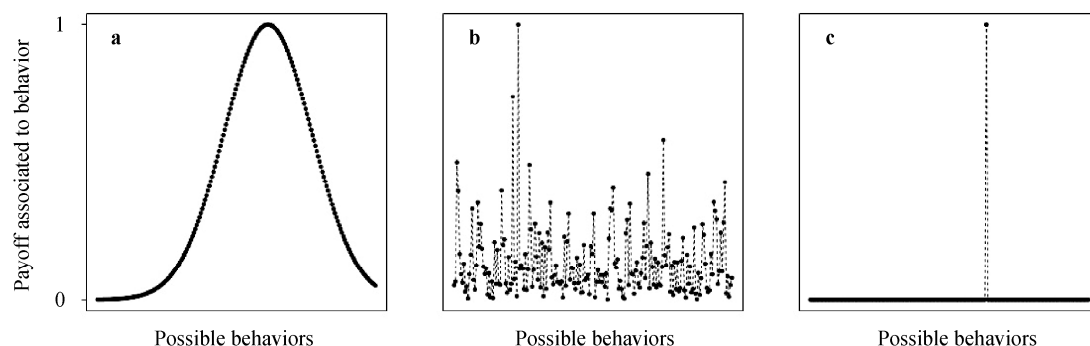 Payoff associated to behavior
1
0
a
b
c
Possible behaviors
Possible behaviors
Possible behaviors